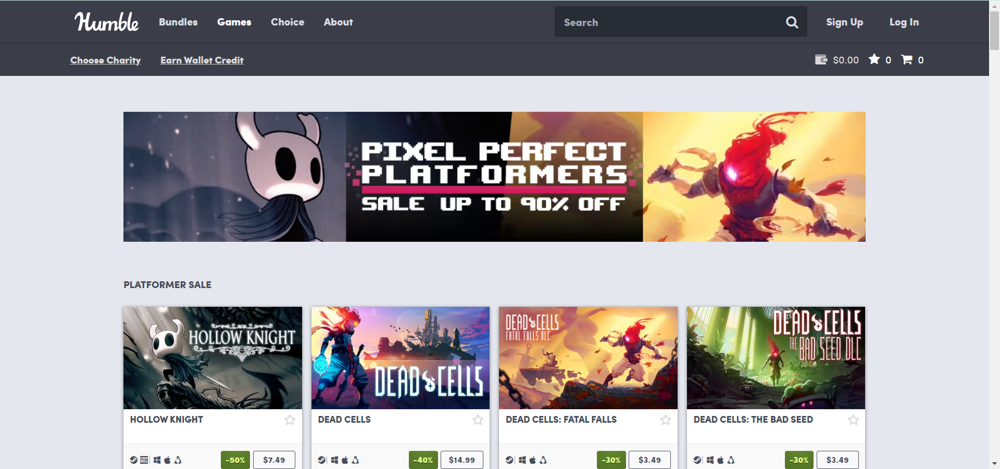 Humble Bundles Games Choice About Search Sign Up Log In
Choose Charity Earn Wallet Credit $0.00 0 0
PIXEL PERFECT
PLATFORMERS
SALE UP TO 90% OFF
PLATFORMER SALE
HOLLOW KNIGHT
DEAD CELLS
DEAD CELLS
FATAL FALLS DLC
DEAD CELLS
THE BAD SEED DLC
HOLLOW KNIGHT
DEAD CELLS
DEAD CELLS: FATAL FALLS
DEAD CELLS: THE BAD SEED
DRM FREE -50% $7.49
-40% $14.99
-30% $3.49
-30% $3.49